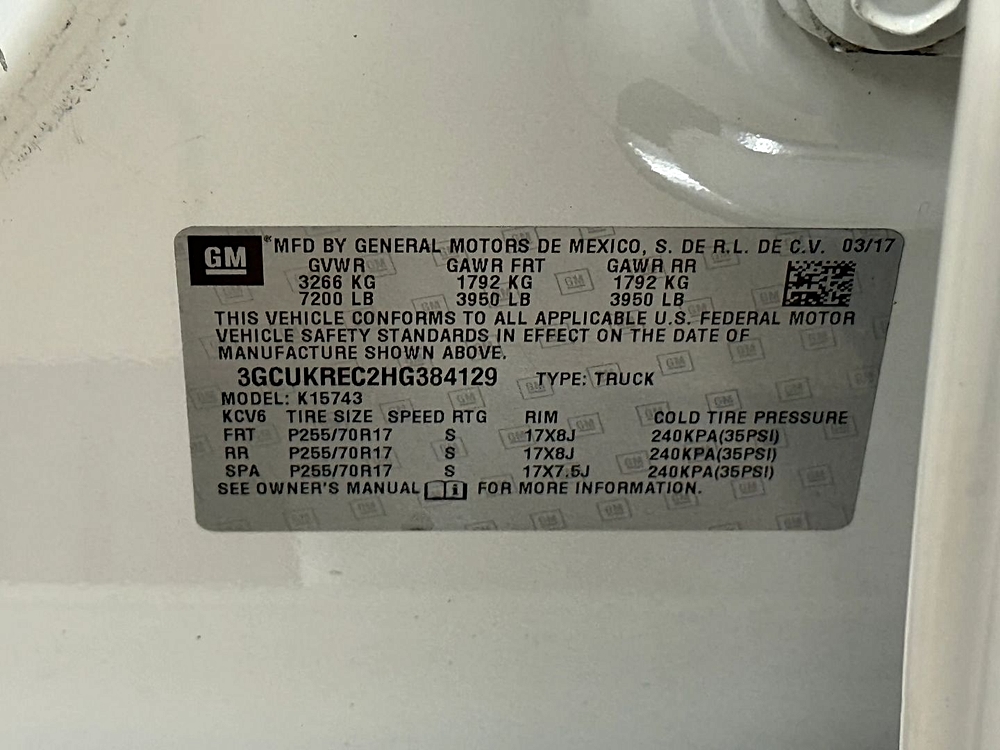 GM *MFD BY GENERAL MOTORS DE MEXICO, S. DE R.L. DE C.V. 03/17
GVWR GAWR FRT GAWR RR
3266 KG 1792 KG 1792 KG
7200 LB 3950 LB 3950 LB
THIS VEHICLE CONFORMS TO ALL APPLICABLE U.S. FEDERAL MOTOR
VEHICLE SAFETY STANDARDS IN EFFECT ON THE DATE OF
MANUFACTURE SHOWN ABOVE.
3GCUKREC2HG384129 TYPE: TRUCK
MODEL: K15743
KCV6 TIRE SIZE SPEED RTG RIM COLD TIRE PRESSURE
FRT P255/70R17 S 17X8J 240KPA(35PSI)
RR P255/70R17 S 17X8J 240KPA(35PSI)
SPA P255/70R17 S 17X7.5J 240KPA(35PSI)
SEE OWNER'S MANUAL i FOR MORE INFORMATION.